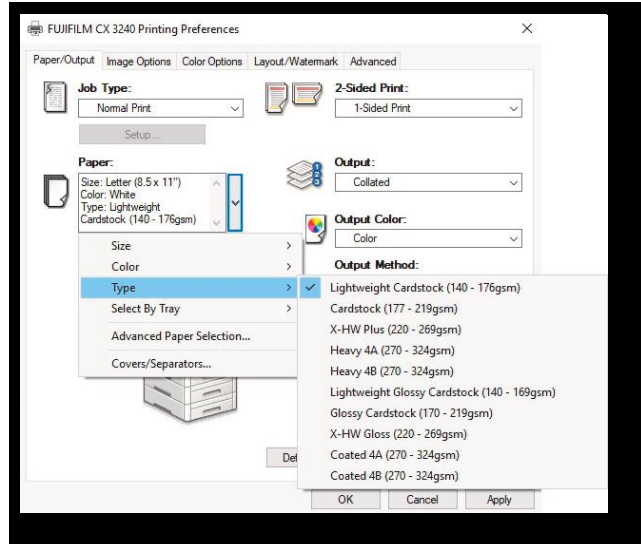 FUJIFILM CX 3240 Printing Preferences
Paper/Output Image Options Color Options Layout/Watermark Advanced
Job Type:
Normal Print
Setup...
2-Sided Print:
1-Sided Print
Paper:
Size: Letter (8.5 x 11")
Color: White
Type: Lightweight
Cardstock (140 - 176gsm)
Output:
1
2
3
Collated
Output Color:
Color
Output Method:
Size
Color
Type
Select By Tray
Advanced Paper Selection...
Covers/Separators...
Lightweight Cardstock (140 - 176gsm)
Cardstock (177 - 219gsm)
X-HW Plus (220 - 269gsm)
Heavy 4A (270 - 324gsm)
Heavy 4B (270 - 324gsm)
Lightweight Glossy Cardstock (140 - 169gsm)
Glossy Cardstock (170 - 219gsm)
X-HW Gloss (220 - 269gsm)
Coated 4A (270 - 324gsm)
Coated 4B (270 - 324gsm)
OK Cancel Apply